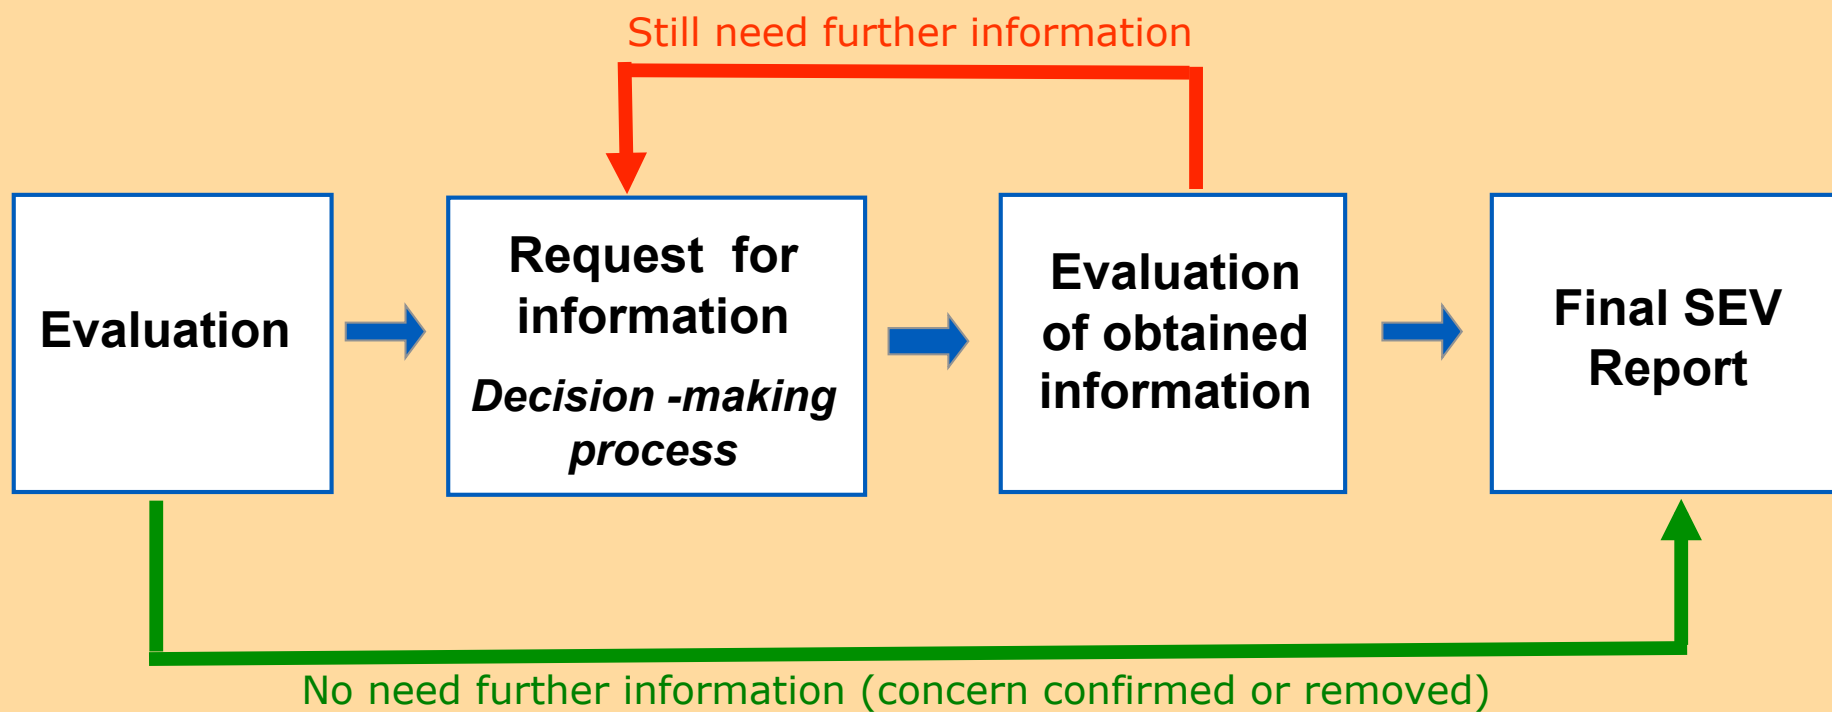 Still need further information
Evaluation
Request for
information
Decision -making
process
Evaluation
of obtained
information
Final SEV
Report
No need further information (concern confirmed or removed)